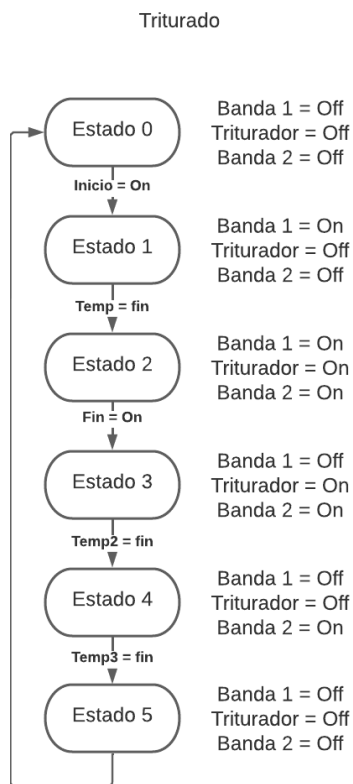 Triturado
Estado 0
Banda 1 = Off
Triturador = Off
Banda 2 = Off
Inicio = On
Estado 1
Banda 1 = On
Triturador = Off
Banda 2 = Off
Temp = fin
Estado 2
Banda 1 = On
Triturador = On
Banda 2 = On
Fin = On
Estado 3
Banda 1 = Off
Triturador = On
Banda 2 = On
Temp2 = fin
Estado 4
Banda 1 = Off
Triturador = Off
Banda 2 = On
Temp3 = fin
Estado 5
Banda 1 = Off
Triturador = Off
Banda 2 = Off